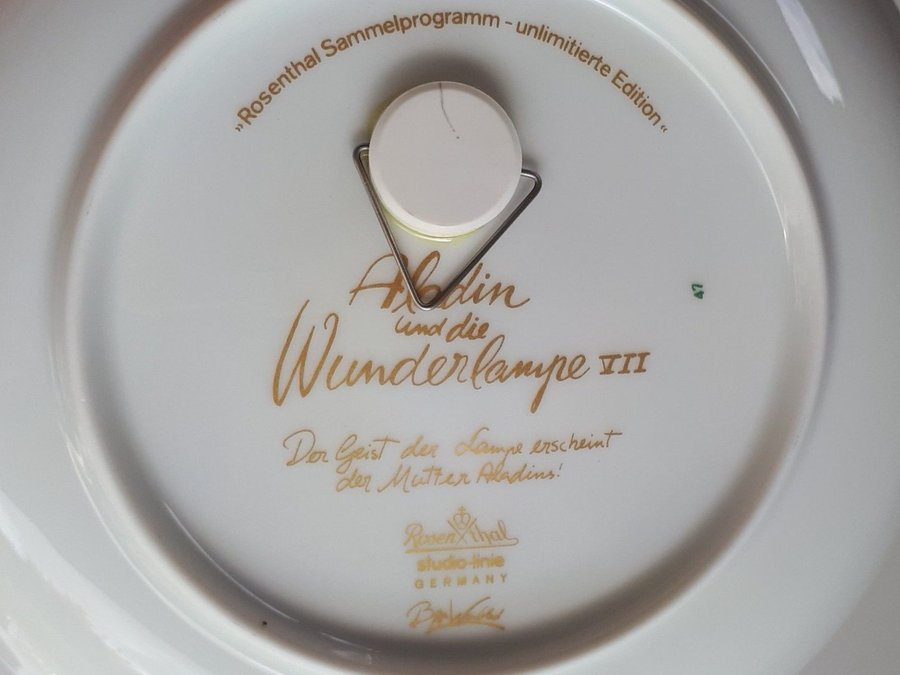 „Rosenthal Sammelprogramm - unlimitierte Edition“
Aladin
und die
Wunderlampe VII
47
Der Geist der Lampe erscheint
der Mutter Aladins!
Rosenthal
studio-linie
GERMANY